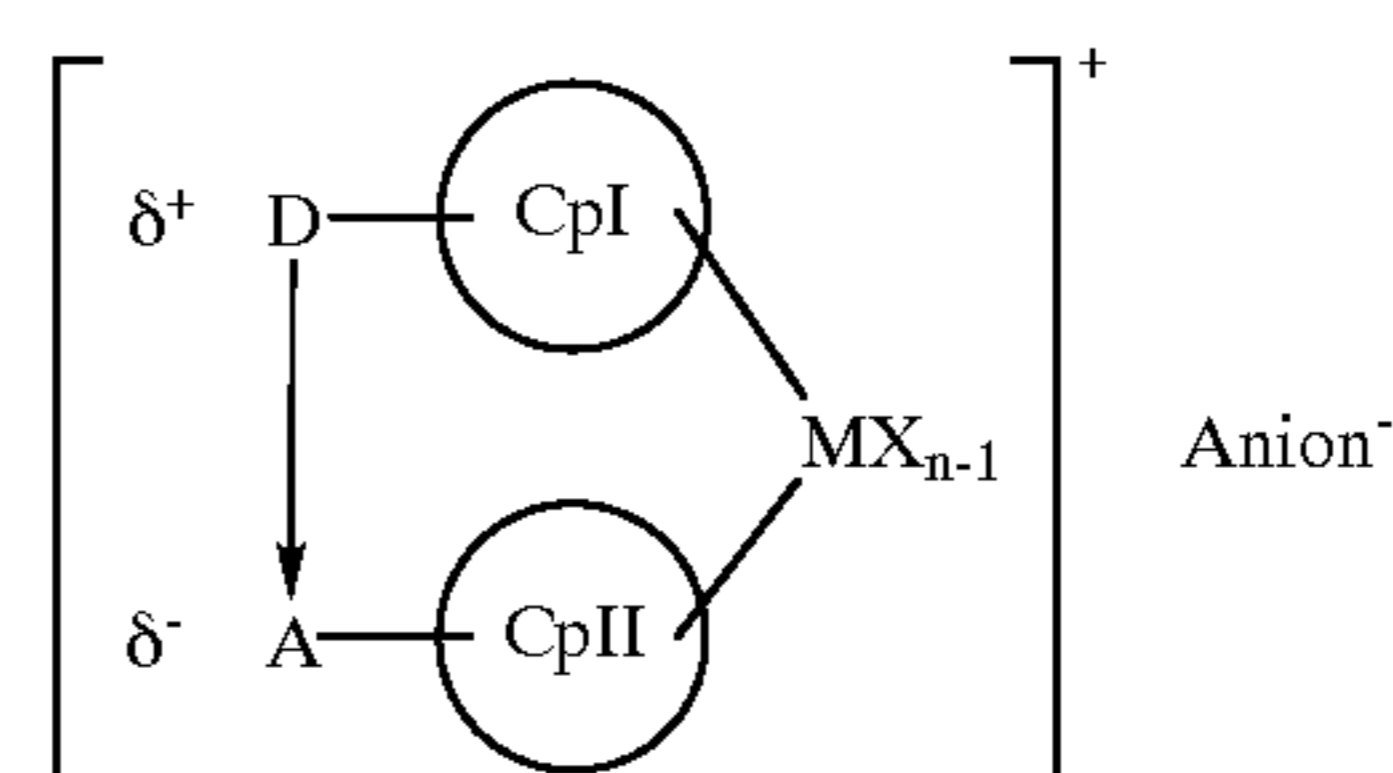 +
δ⁺ D CpI
MXₙ₋₁ Anion⁻
δ⁻ A CpII